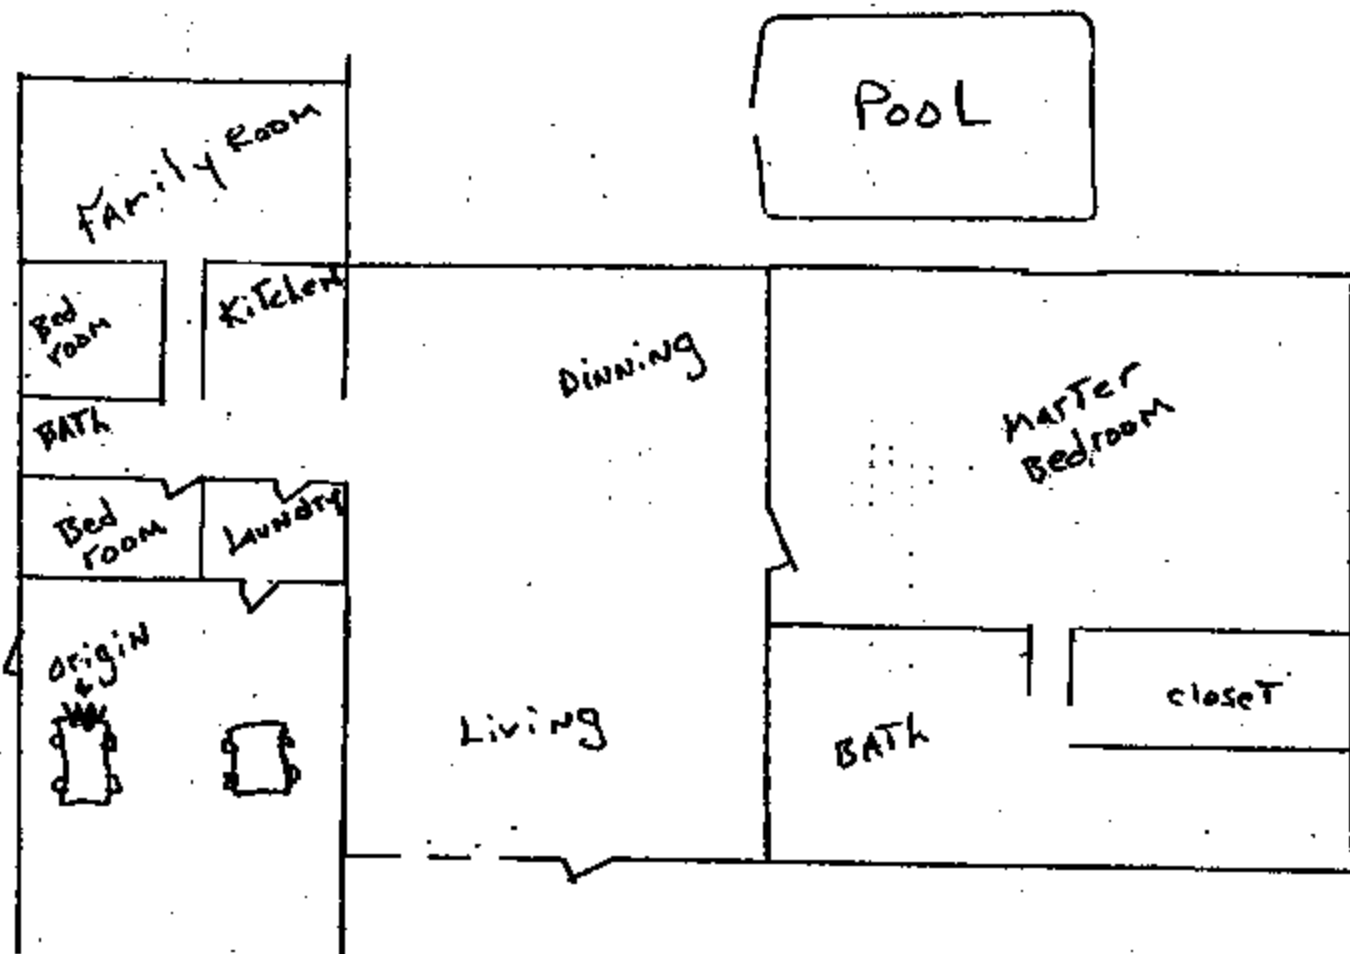 POOL
Family Room
Kitchen
Bed
room
Dinning
Marter
Bedroom
BATh
Bed
room
Laundry
origin
Living
BATh
closeT